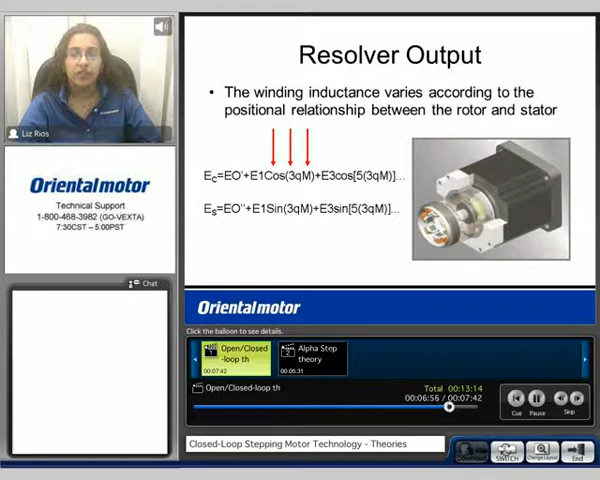 Resolver Output
• The winding inductance varies according to the
positional relationship between the rotor and stator
EC=EO'+E1Cos(3qM)+E3cos[5(3qM)]...
ES=EO''+E1Sin(3qM)+E3sin[5(3qM)]...
Liz Rios
Orientalmotor
Technical Support
1-800-468-3982 (GO-VEXTA)
7:30CST – 5:00PST
Chat
Orientalmotor
Click the balloon to see details.
1
Open/Closed
-loop th
00:07:42
2
Alpha Step
theory
00:05:31
Open/Closed-loop th
Total 00:13:14
00:06:56 / 00:07:42
Cue
Pause
Skip
Closed-Loop Stepping Motor Technology - Theories
SWITCH
Change Layout
End